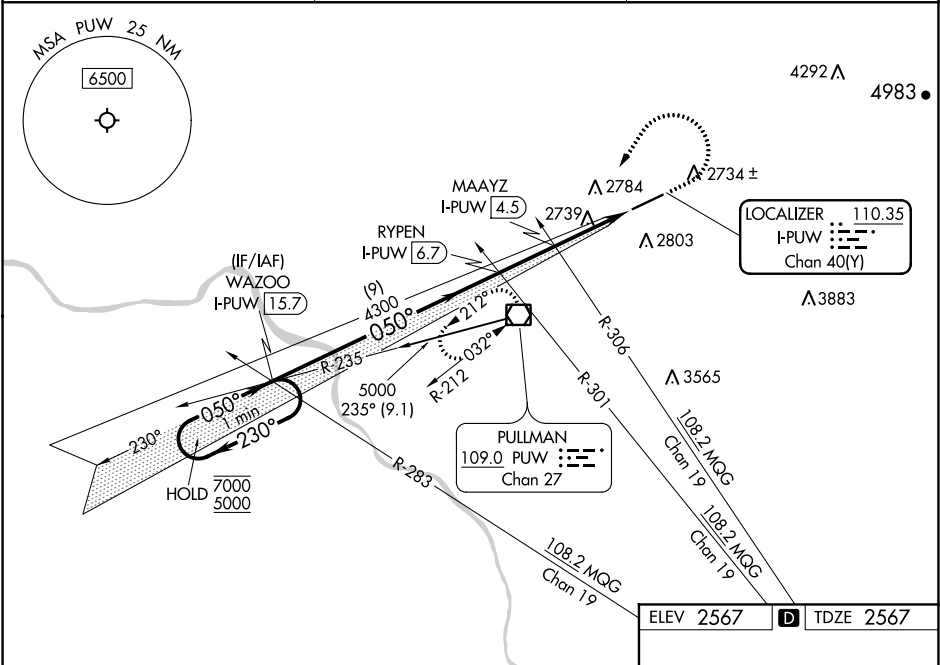 MSA PUW 25 NM
6500
4292
4983
MAAYZ
I-PUW 4.5
2784
2734 ±
2739
RYPEN
I-PUW 6.7
2803
LOCALIZER 110.35
I-PUW
Chan 40(Y)
(IF/IAF)
WAZOO
I-PUW 15.7
(9)
4300
050°
212°
3883
R-306
R-235
032°
R-212
5000
235° (9.1)
R-301
3565
050°
1 min
230°
230°
HOLD 7000
5000
PULLMAN
109.0 PUW
Chan 27
108.2 MQG
Chan 19
R-283
108.2 MQG
Chan 19
108.2 MQG
Chan 19
ELEV 2567 D TDZE 2567